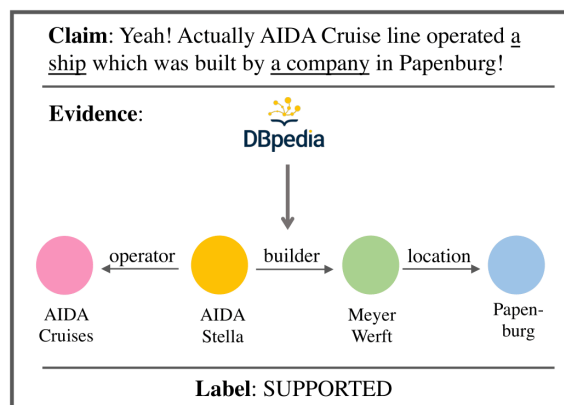 Claim: Yeah! Actually AIDA Cruise line operated a
ship which was built by a company in Papenburg!
Evidence:
DBpedia
operator
builder
location
AIDA
Cruises
AIDA
Stella
Meyer
Werft
Papen-
burg
Label: SUPPORTED